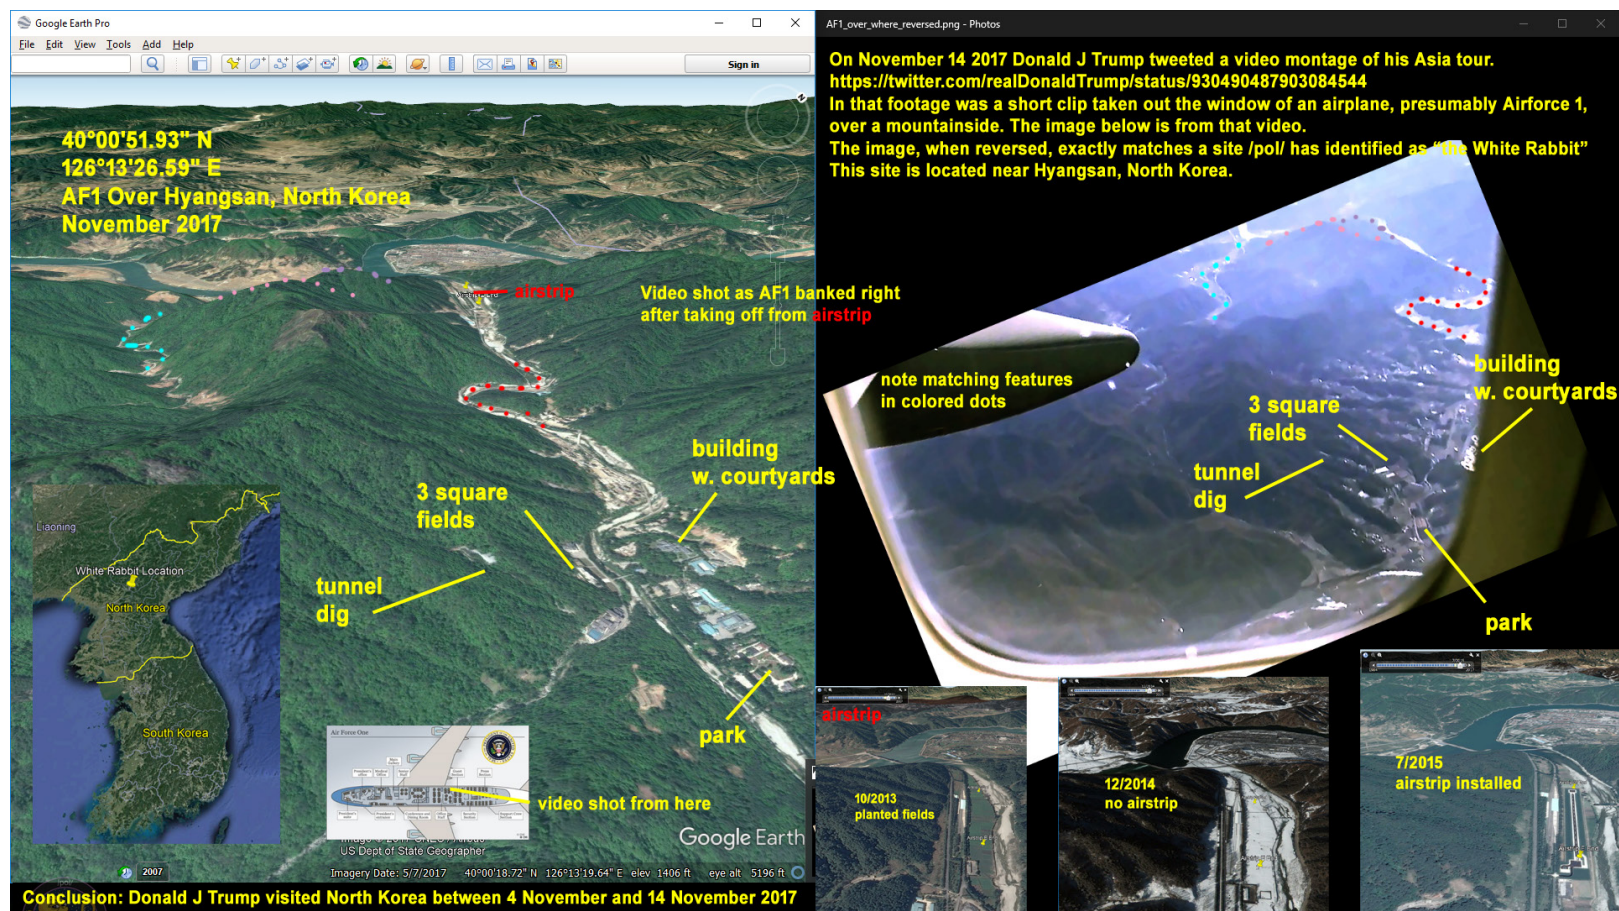 Google Earth Pro
File Edit View Tools Add Help
Sign in
40°00'51.93" N
126°13'26.59" E
AF1 Over Hyangsan, North Korea
November 2017
airstrip
Video shot as AF1 banked right
after taking off from airstrip
building
w. courtyards
3 square
fields
tunnel
dig
park
Liaoning
White Rabbit Location
North Korea
South Korea
Air Force One
video shot from here
Google Earth
US Dept of State Geographer
2007
Imagery Date: 5/7/2017 40°00'18.72" N 126°13'19.64" E elev 1406 ft eye alt 5196 ft
Conclusion: Donald J Trump visited North Korea between 4 November and 14 November 2017
AF1_over_where_reversed.png - Photos
On November 14 2017 Donald J Trump tweeted a video montage of his Asia tour.
https://twitter.com/realDonaldTrump/status/930490487903084544
In that footage was a short clip taken out the window of an airplane, presumably Airforce 1,
over a mountainside. The image below is from that video.
The image, when reversed, exactly matches a site /pol/ has identified as “the White Rabbit”
This site is located near Hyangsan, North Korea.
note matching features
in colored dots
building
w. courtyards
3 square
fields
tunnel
dig
park
airstrip
10/2013
planted fields
12/2014
no airstrip
7/2015
airstrip installed